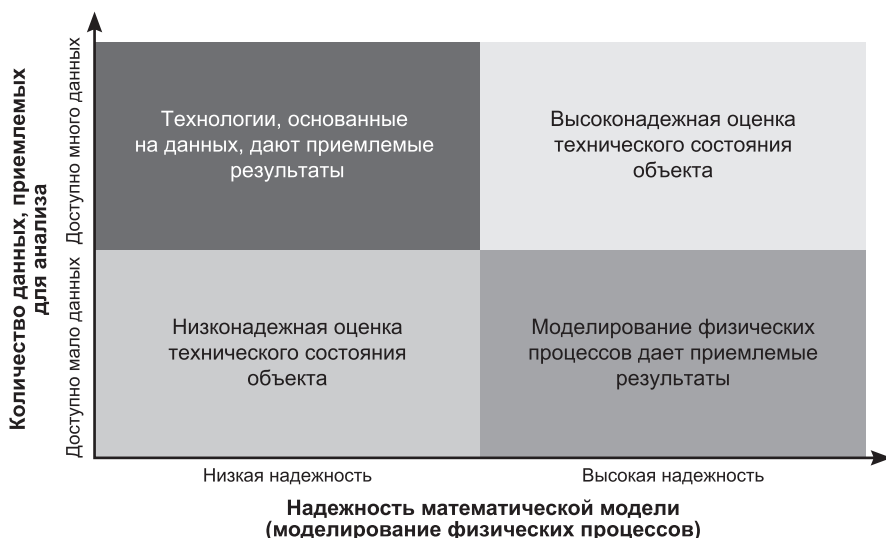 Количество данных, приемлемых
для анализа
Доступно много данных
Доступно мало данных
Технологии, основанные
на данных, дают приемлемые
результаты
Высоконадежная оценка
технического состояния
объекта
Низконадежная оценка
технического состояния
объекта
Моделирование физических
процессов дает приемлемые
результаты
Низкая надежность
Высокая надежность
Надежность математической модели
(моделирование физических процессов)